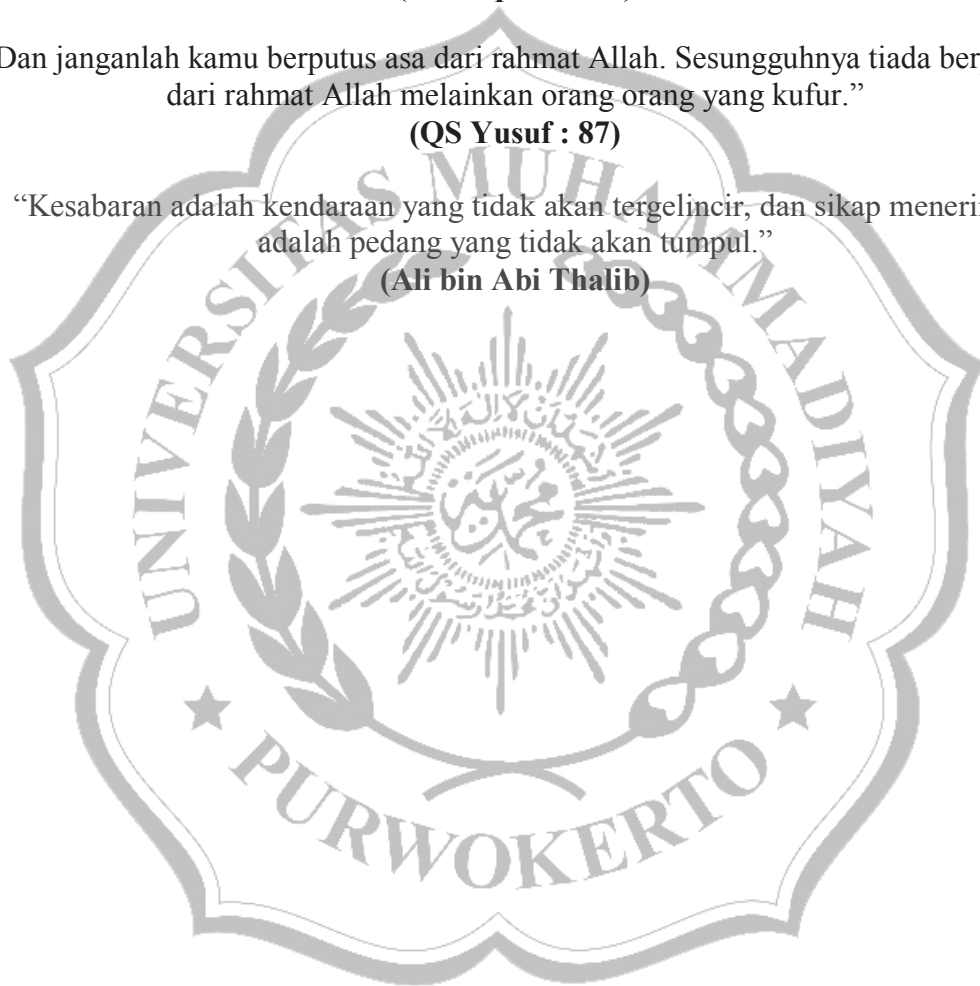 Dan janganlah kamu berputus asa dari rahmat Allah. Sesungguhnya tiada
dari rahmat Allah melainkan orang orang yang kufur.”
(QS Yusuf : 87)
“Kesabaran adalah kendaraan yang tidak akan tergelincir, dan sikap
adalah pedang yang tidak akan tumpul.”
(Ali bin Abi Thalib)
UNIVERSITAS MUHAMMADIYAH
PURWOKERTO